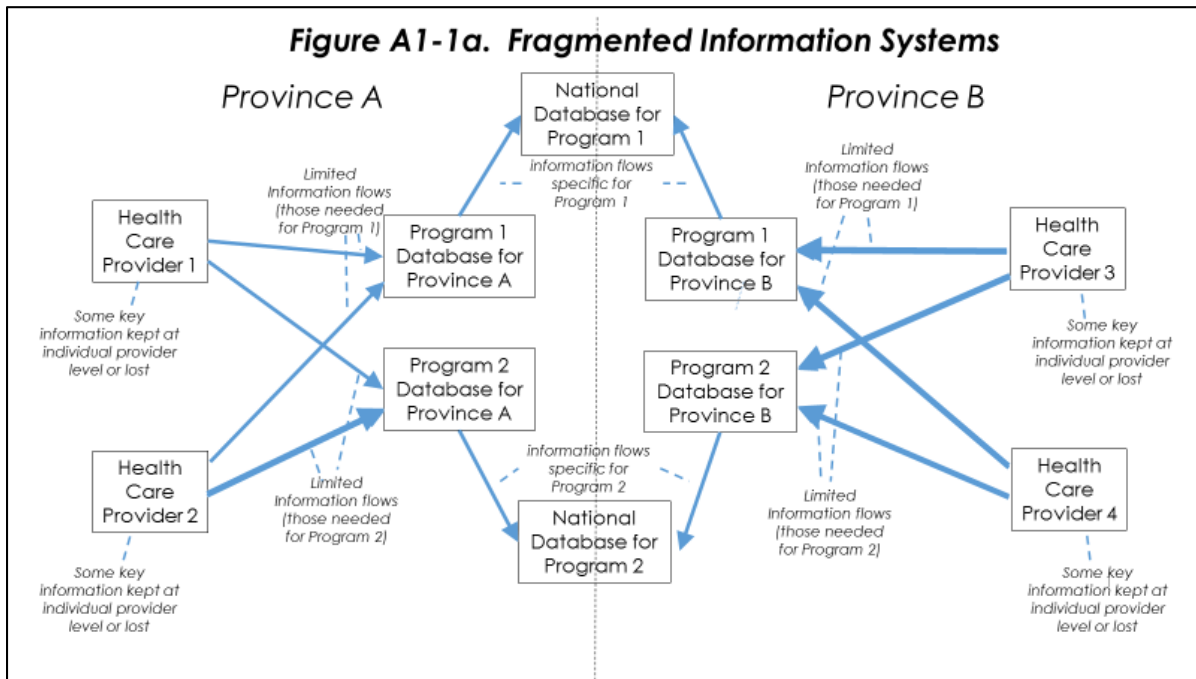 Figure A1-1a. Fragmented Information Systems
Province A
National
Database for
Program 1
Province B
Limited
Information flows
(those needed
for Program 1)
information flows
specific for
Program 1
Limited
Information flows
(those needed
for Program 1)
Health
Care
Provider 1
Program 1
Database for
Province A
Program 1
Database for
Province B
Health
Care
Provider 3
Some key
information kept at
individual provider
level or lost
Some key
information kept at
individual provider
level or lost
Program 2
Database for
Province A
Program 2
Database for
Province B
Health
Care
Provider 2
Limited
Information flows
(those needed
for Program 2)
information flows
specific for
Program 2
National
Database for
Program 2
Limited
Information flows
(those needed
for Program 2)
Health
Care
Provider 4
Some key
information kept at
individual provider
level or lost
Some key
information kept at
individual provider
level or lost